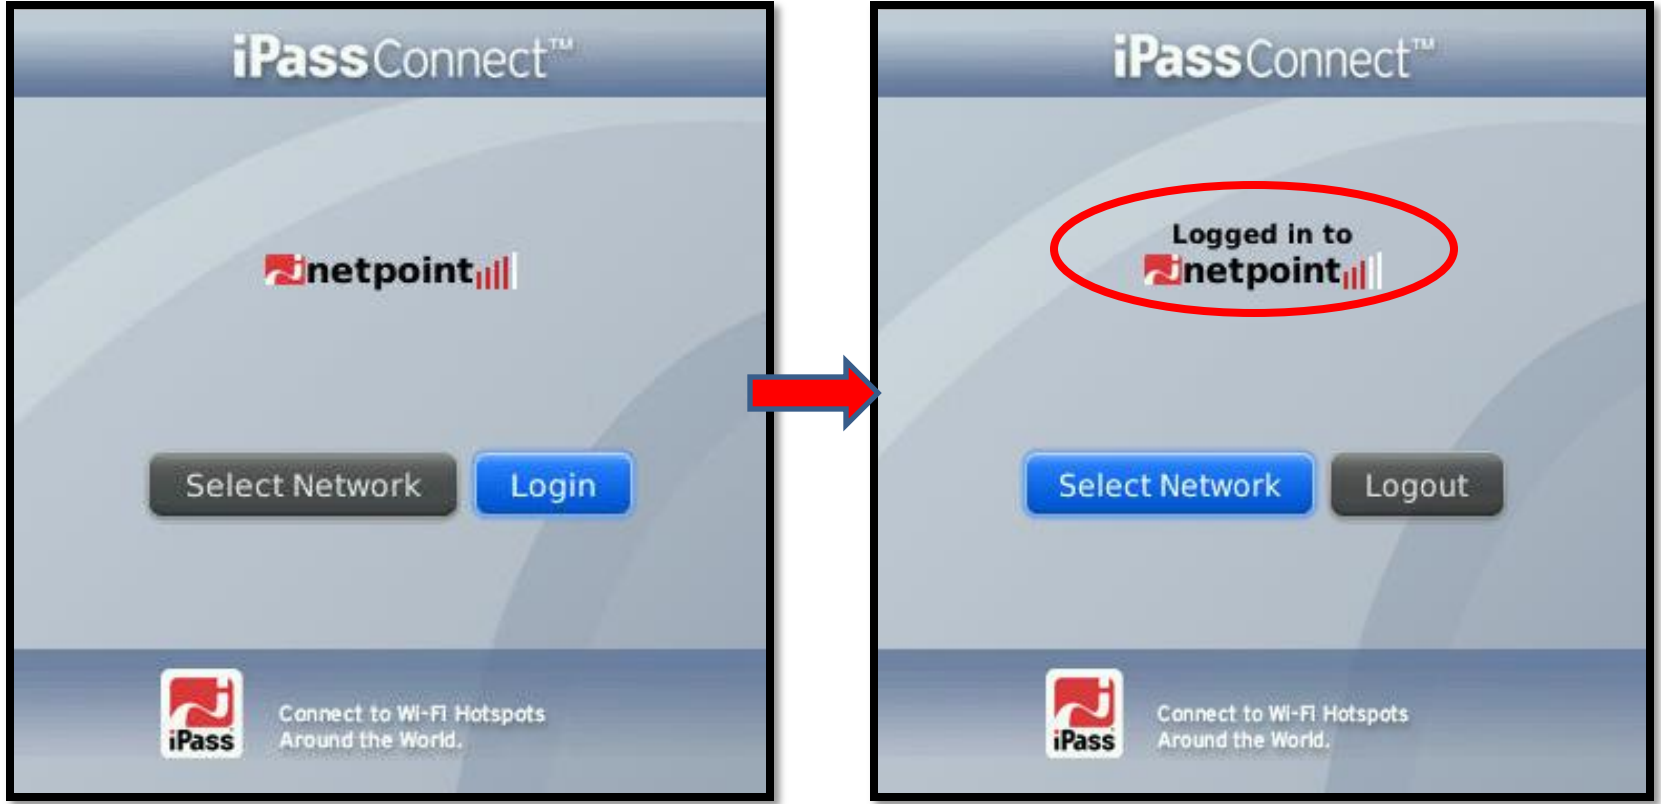 iPassConnect™
netpoint
Select Network
Login
iPass
Connect to Wi-Fi Hotspots
Around the World.
iPassConnect™
Logged in to
netpoint
Select Network
Logout
iPass
Connect to Wi-Fi Hotspots
Around the World.